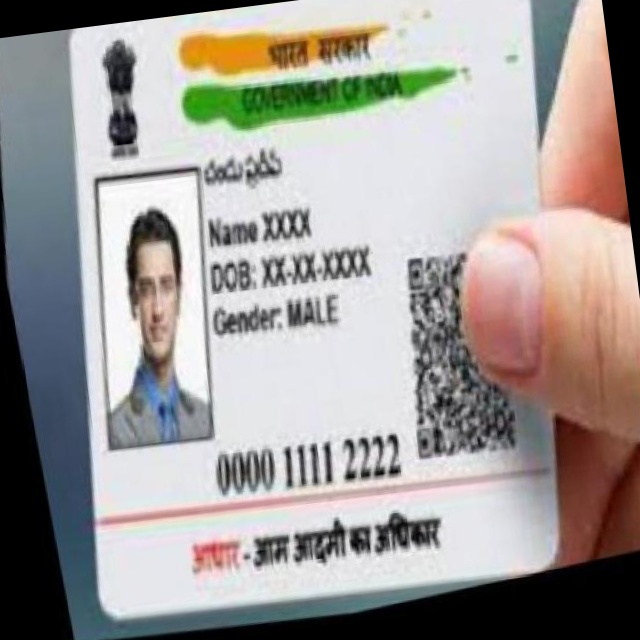 भारत सरकार
GOVERNMENT OF INDIA
చందు ప్రదీప్
Name XXXX
DOB: XX-XX-XXXX
Gender: MALE
0000 1111 2222
आधार - आम आदमी का अधिकार